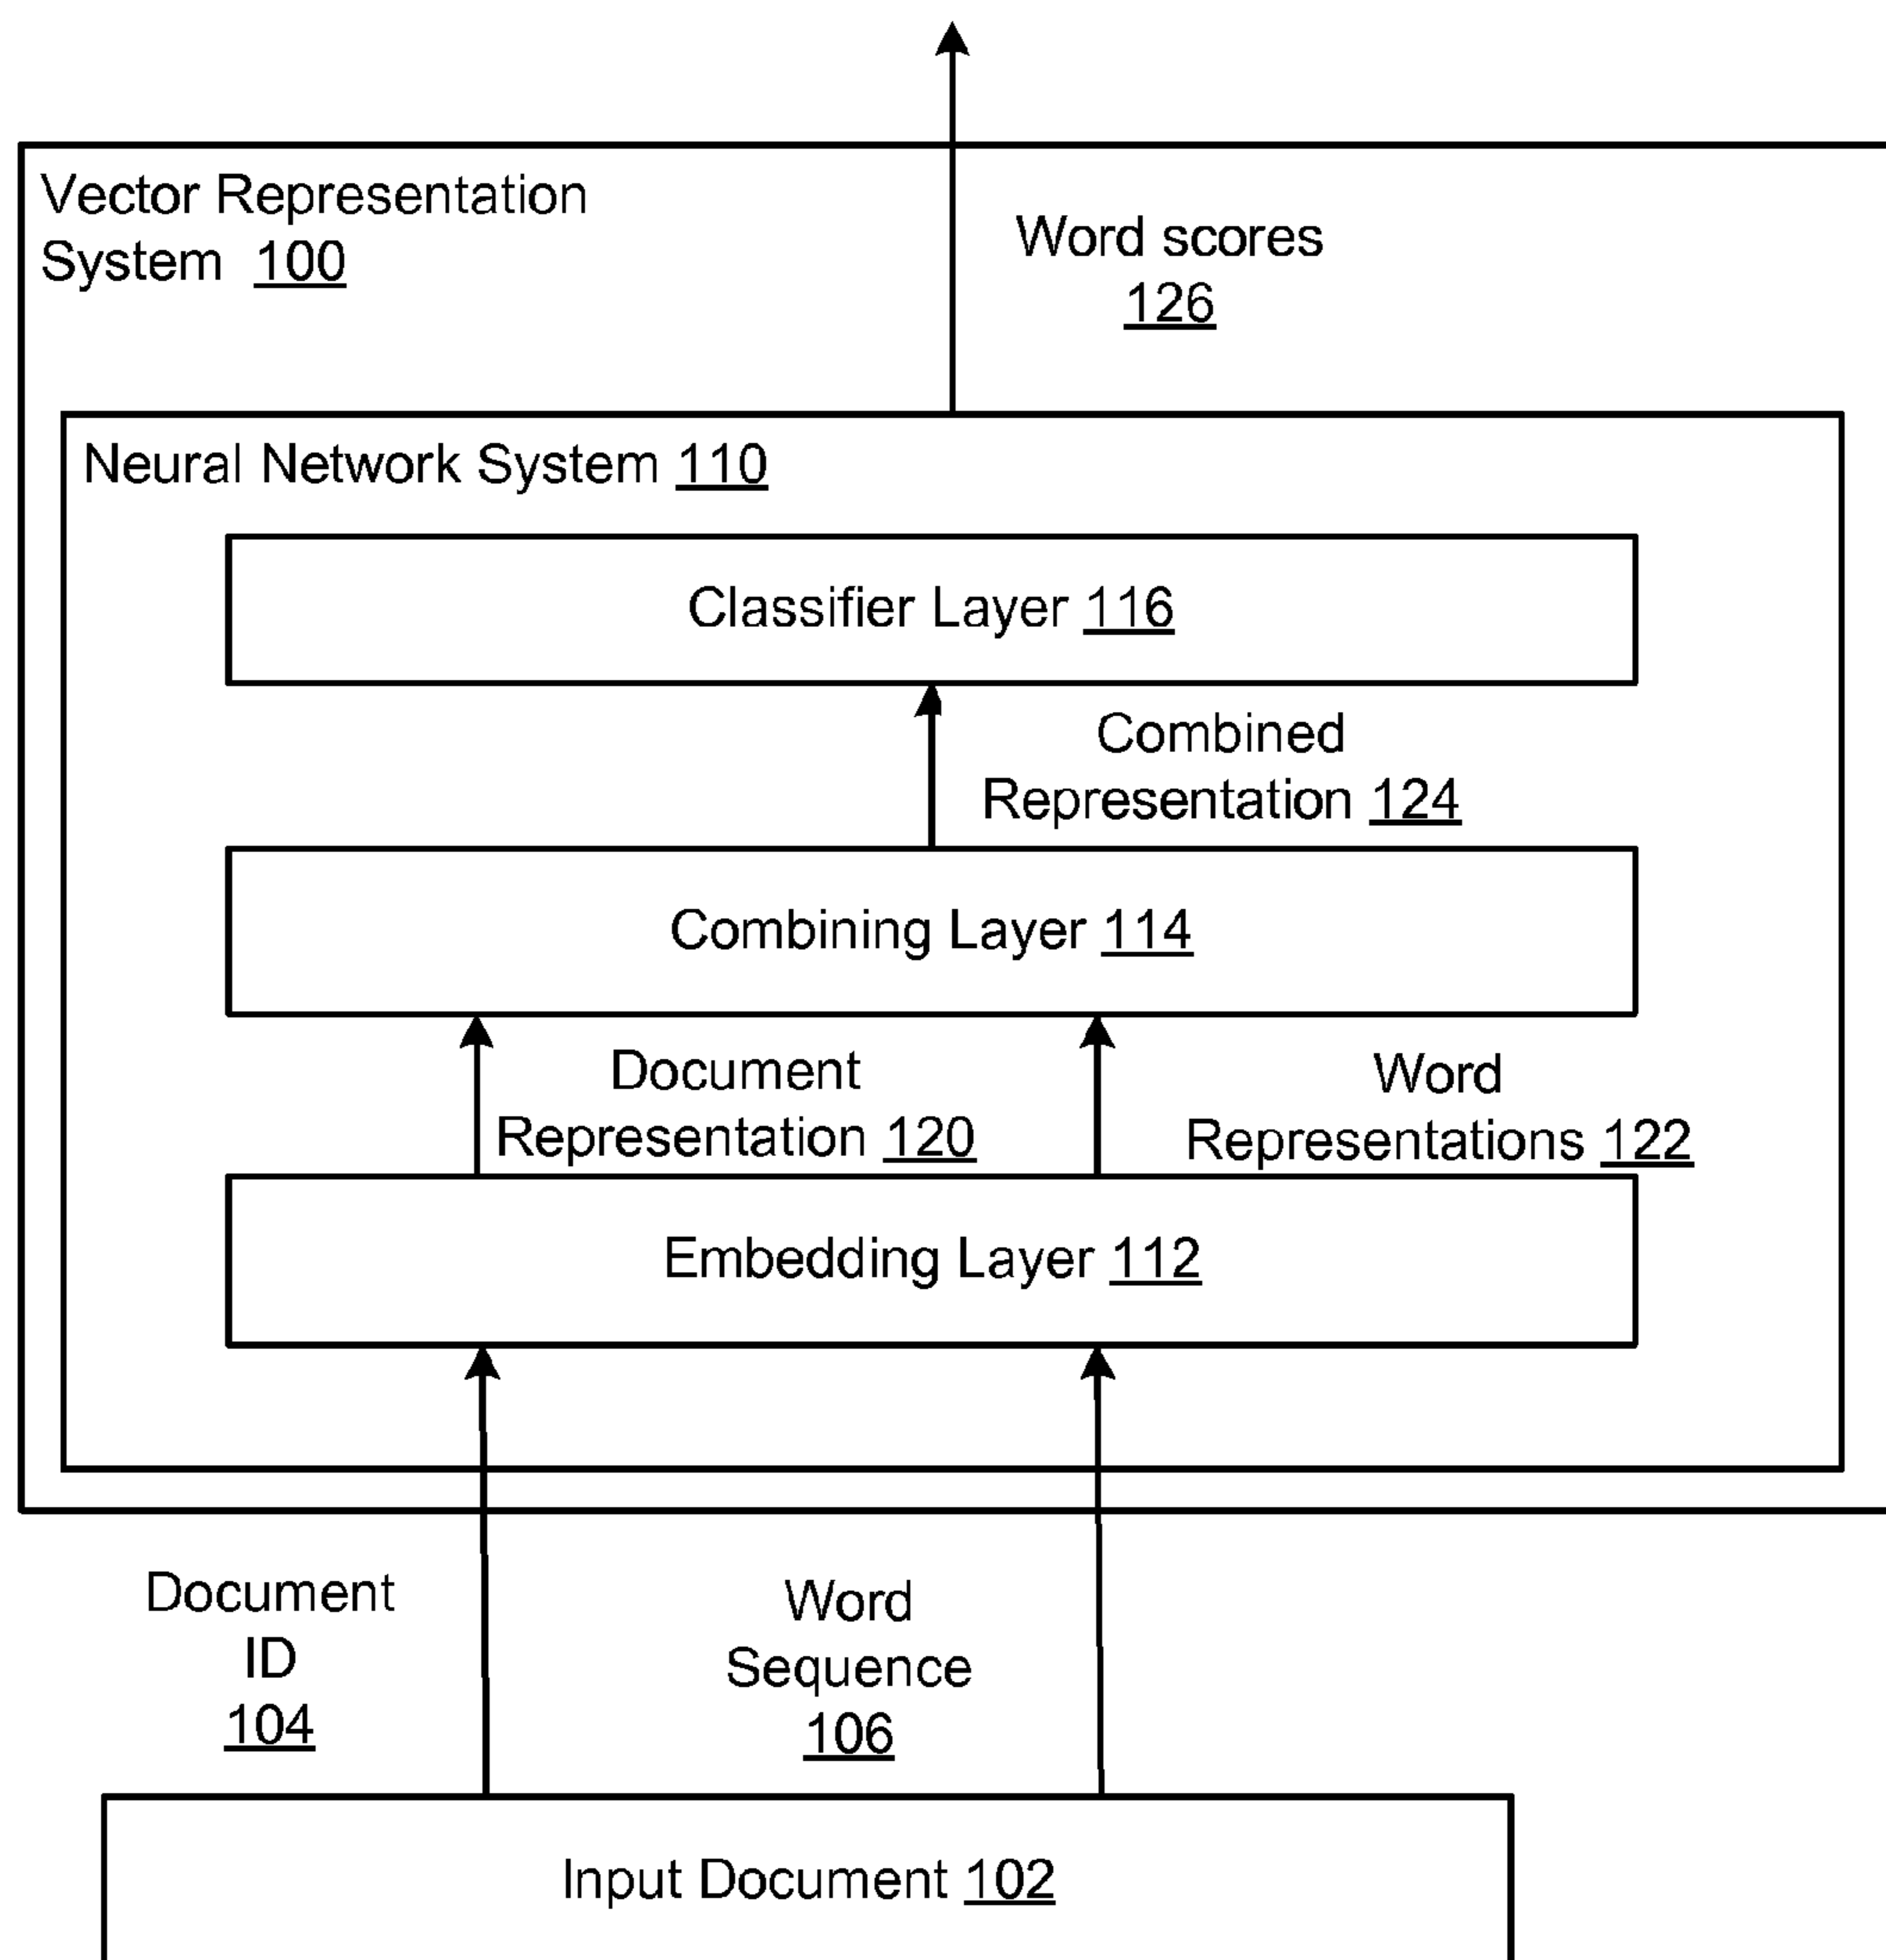 Vector Representation
System 100
Word scores
126
Neural Network System 110
Classifier Layer 116
Combined
Representation 124
Combining Layer 114
Document
Representation 120
Word
Representations 122
Embedding Layer 112
Document
ID
104
Word
Sequence
106
Input Document 102